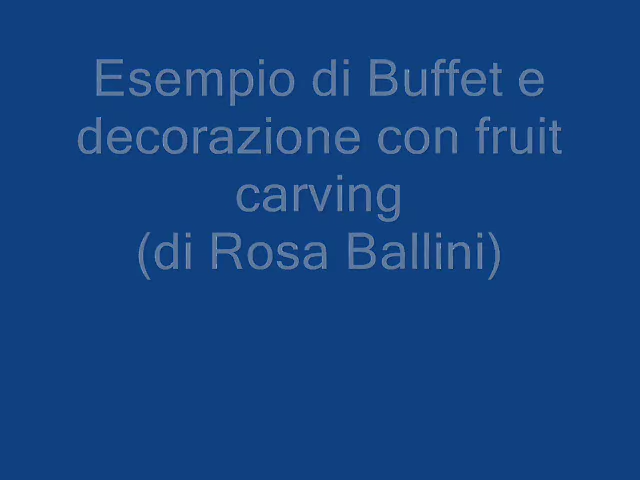 Esempio di Buffet e
decorazione con fruit
carving
(di Rosa Ballini)